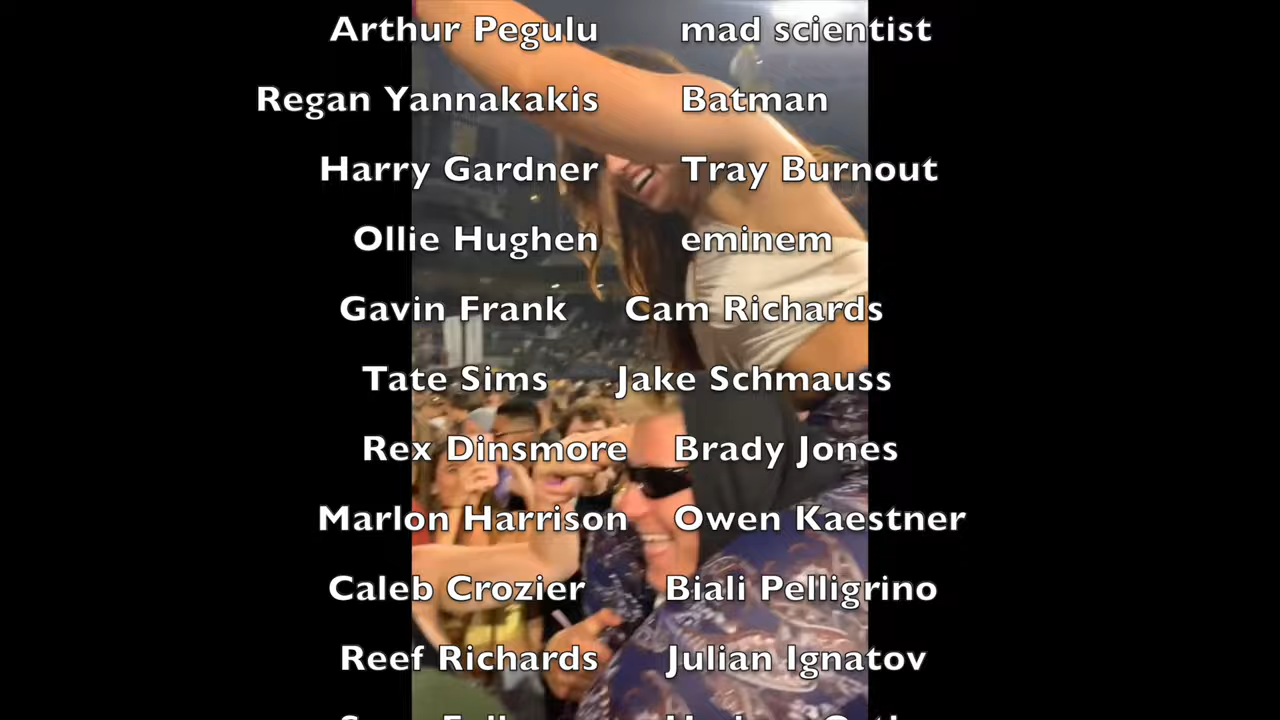 Arthur Pegulu mad scientist
Regan Yannakakis Batman
Harry Gardner Tray Burnout
Ollie Hughen eminem
Gavin Frank Cam Richards
Tate Sims Jake Schmauss
Rex Dinsmore Brady Jones
Marlon Harrison Owen Kaestner
Caleb Crozier Biali Pelligrino
Reef Richards Julian Ignatov